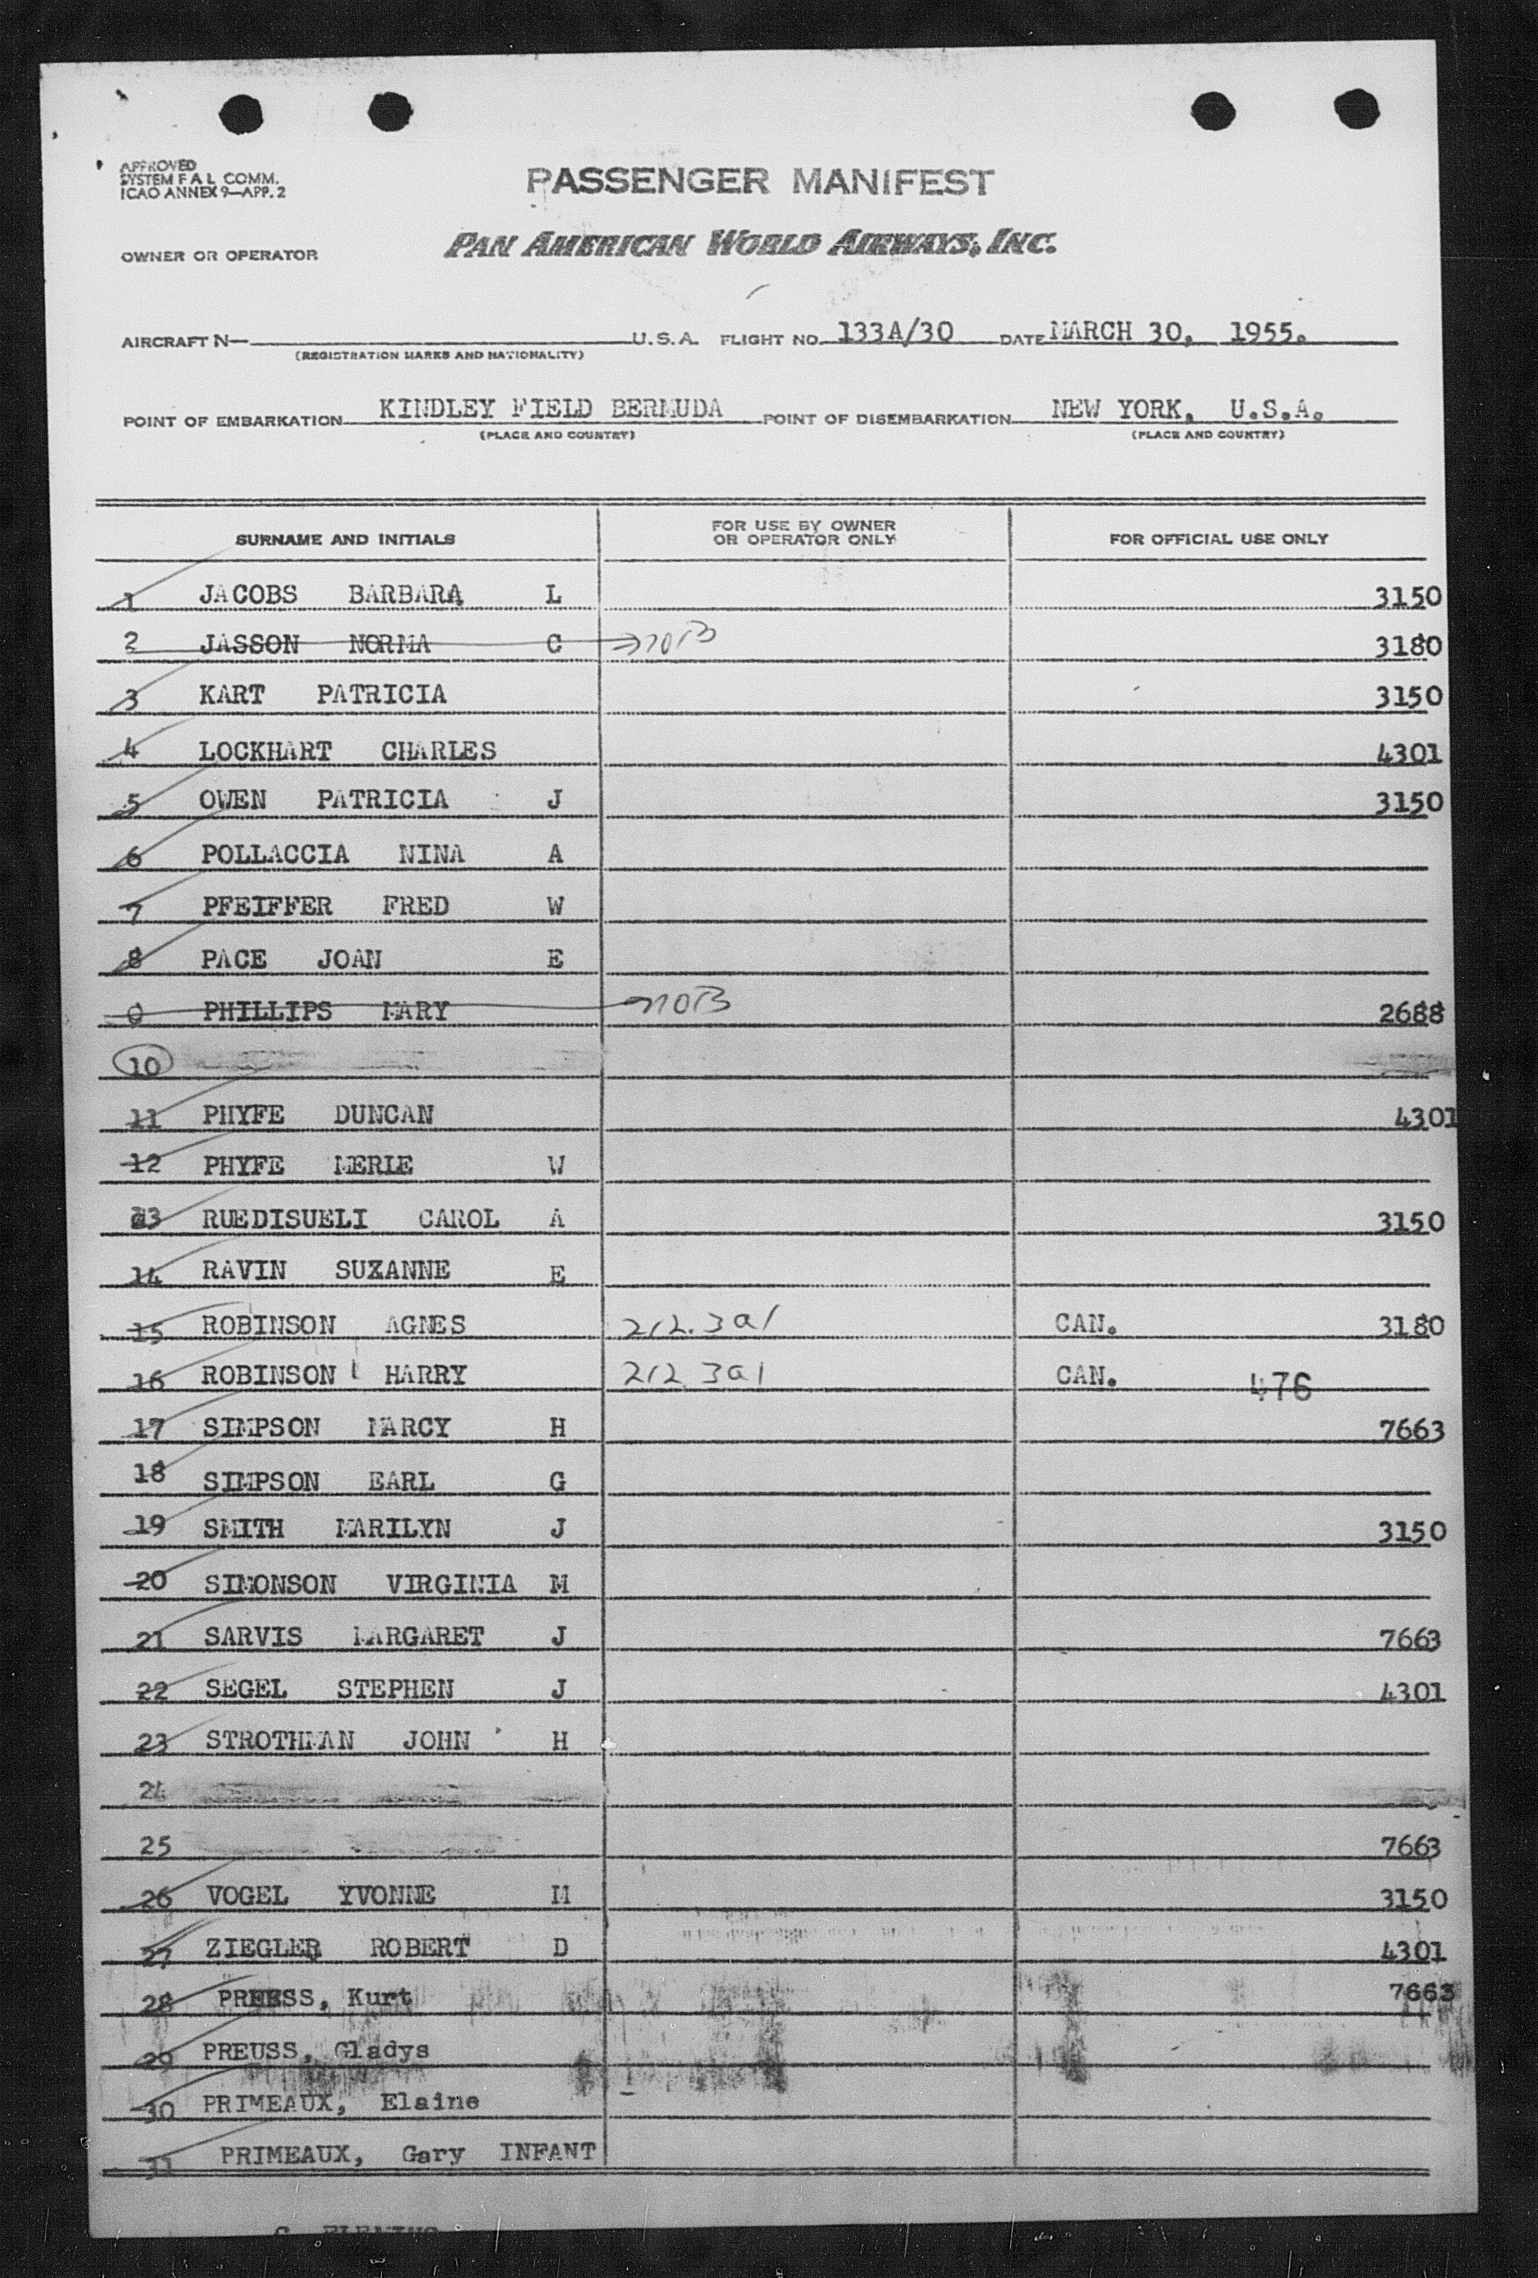 APPROVED
SYSTEM F A L COMM.
ICAO ANNEX 9—APP. 2
PASSENGER MANIFEST
OWNER OR OPERATOR PAN AMERICAN WORLD AIRWAYS, INC.
AIRCRAFT N— U.S.A. FLIGHT NO. 133A/30 DATE MARCH 30, 1955.
(REGISTRATION MARKS AND NATIONALITY)
POINT OF EMBARKATION KINDLEY FIELD BERMUDA POINT OF DISEMBARKATION NEW YORK, U.S.A.
(PLACE AND COUNTRY) (PLACE AND COUNTRY)
SURNAME AND INITIALS FOR USE BY OWNER OR OPERATOR ONLY FOR OFFICIAL USE ONLY
1 JACOBS BARBARA L 3150
2 JASSON NORMA C NOB 3180
3 KART PATRICIA 3150
4 LOCKHART CHARLES 4301
5 OWEN PATRICIA J 3150
6 POLLACCIA NINA A
7 PFEIFFER FRED W
8 PACE JOAN E
9 PHILLIPS MARY NOB 2688
10
11 PHYFE DUNCAN 4301
12 PHYFE MERLE W
13 RUEDISUELI CAROL A 3150
14 RAVIN SUZANNE E
15 ROBINSON AGNES 212.3a1 CAN. 3180
16 ROBINSON HARRY 212 3a1 CAN. 476
17 SIMPSON MARCY H 7663
18 SIMPSON EARL G
19 SMITH MARILYN J 3150
20 SIMONSON VIRGINIA M
21 SARVIS MARGARET J 7663
22 SEGEL STEPHEN J 4301
23 STROTHMAN JOHN H
24
25 7663
26 VOGEL YVONNE M 3150
27 ZIEGLER ROBERT D 4301
28 PREUSS, Kurt 7663
29 PREUSS, Gladys
30 PRIMEAUX, Elaine
31 PRIMEAUX, Gary INFANT